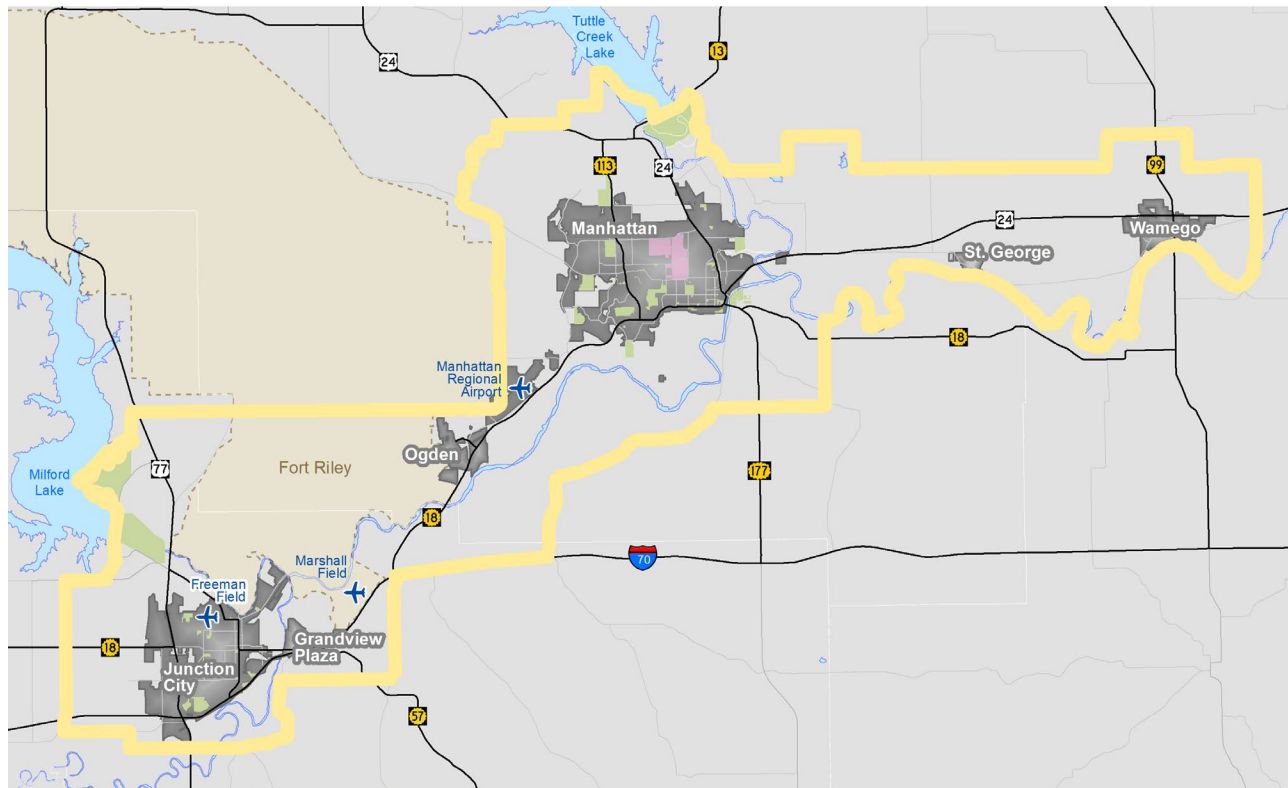 Tuttle
Creek
Lake
13
24
113
24
99
Manhattan
24
Wamego
St. George
18
Manhattan
Regional
Airport
Ogden
77
Fort Riley
Milford
Lake
177
18
70
Marshall
Field
Freeman
Field
18
Grandview
Plaza
Junction
City
57